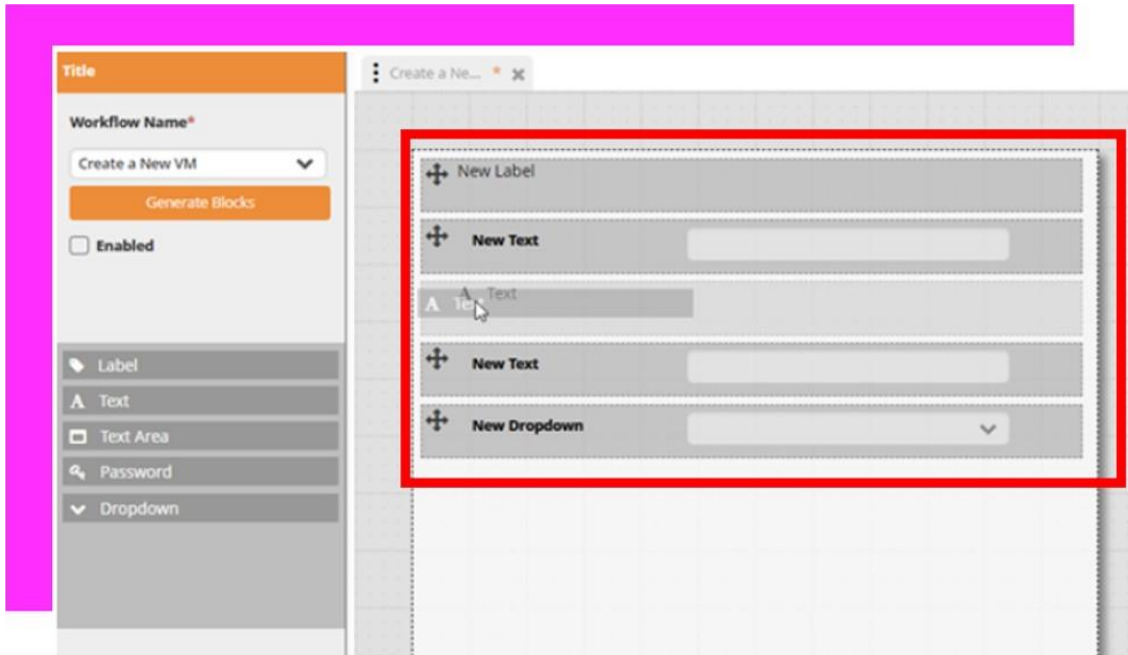 Title
Create a Ne... * ✖
Workflow Name*
Create a New VM
Generate Blocks
Enabled
Label
A Text
Text Area
Password
Dropdown
New Label
New Text
A Text
A Text
New Text
New Dropdown